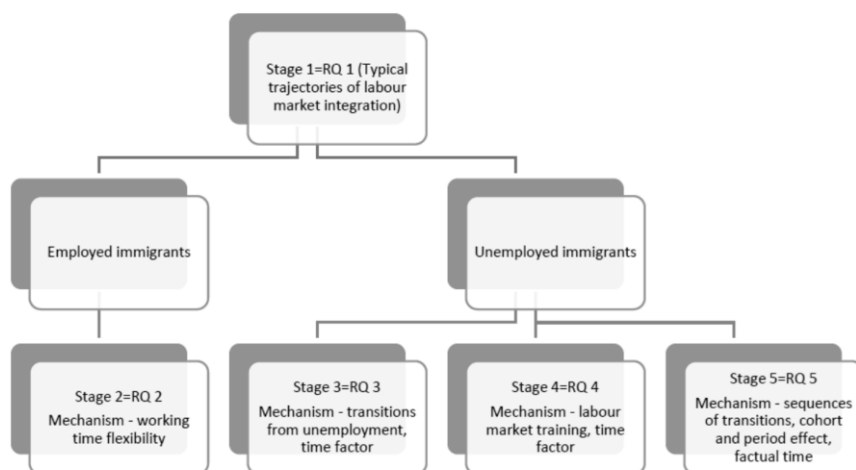 Stage 1=RQ 1 (Typical
trajectories of labour
market integration)
Employed immigrants
Unemployed immigrants
Stage 2=RQ 2
Mechanism - working
time flexibility
Stage 3=RQ 3
Mechanism - transitions
from unemployment,
time factor
Stage 4=RQ 4
Mechanism - labour
market training, time
factor
Stage 5=RQ 5
Mechanism - sequences
of transitions, cohort
and period effect,
factual time